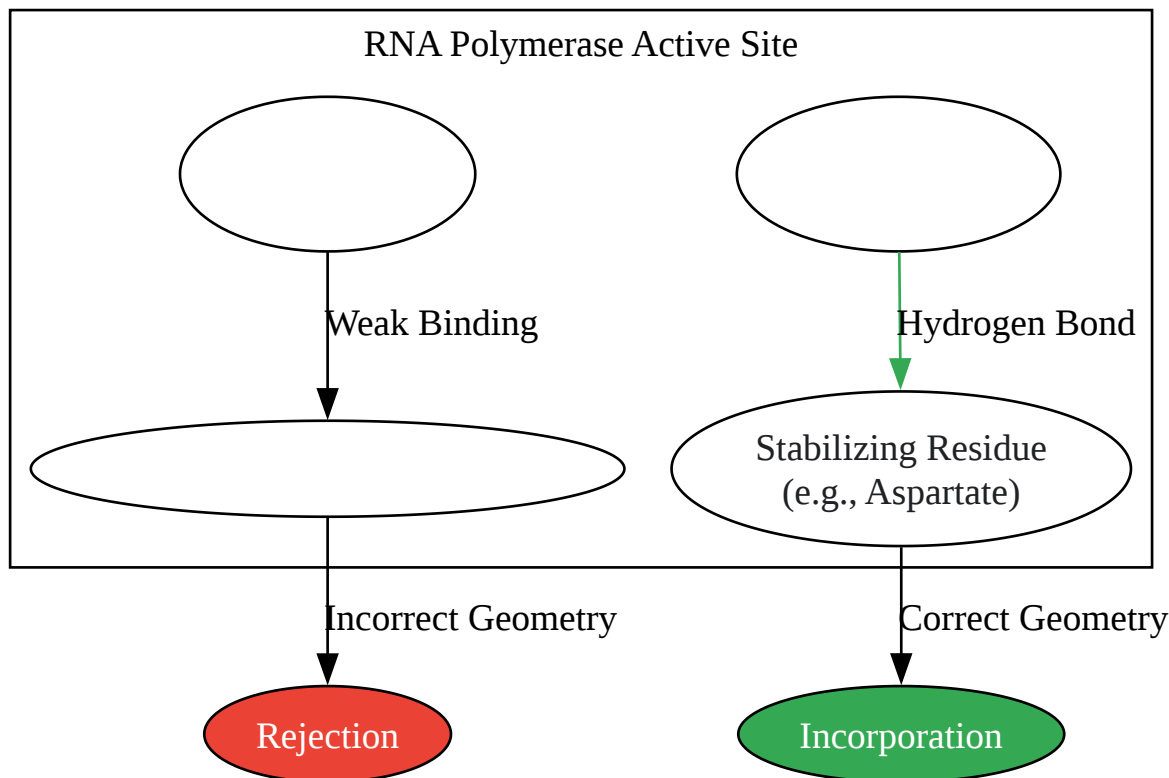 RNA Polymerase Active Site
Weak Binding
Hydrogen Bond
Stabilizing Residue
(e.g., Aspartate)
Incorrect Geometry
Correct Geometry
Rejection
Incorporation